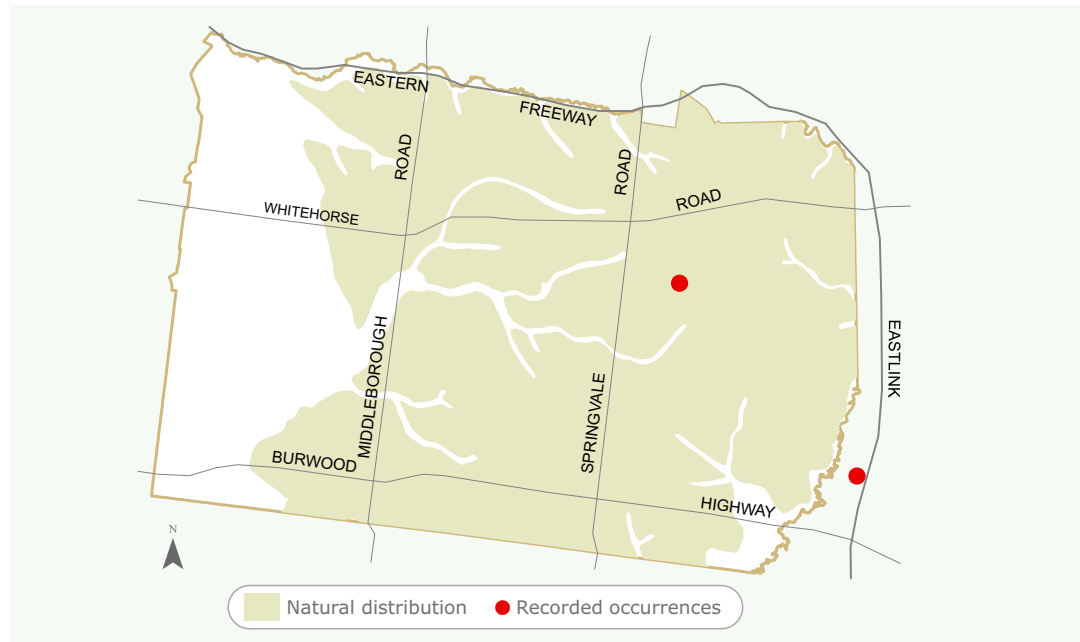 EASTERN
FREEWAY
ROAD
ROAD
ROAD
WHITEHORSE
MIDDLEBOROUGH
EASTLINK
SPRINGVALE
BURWOOD
HIGHWAY
N
Natural distribution
Recorded occurrences